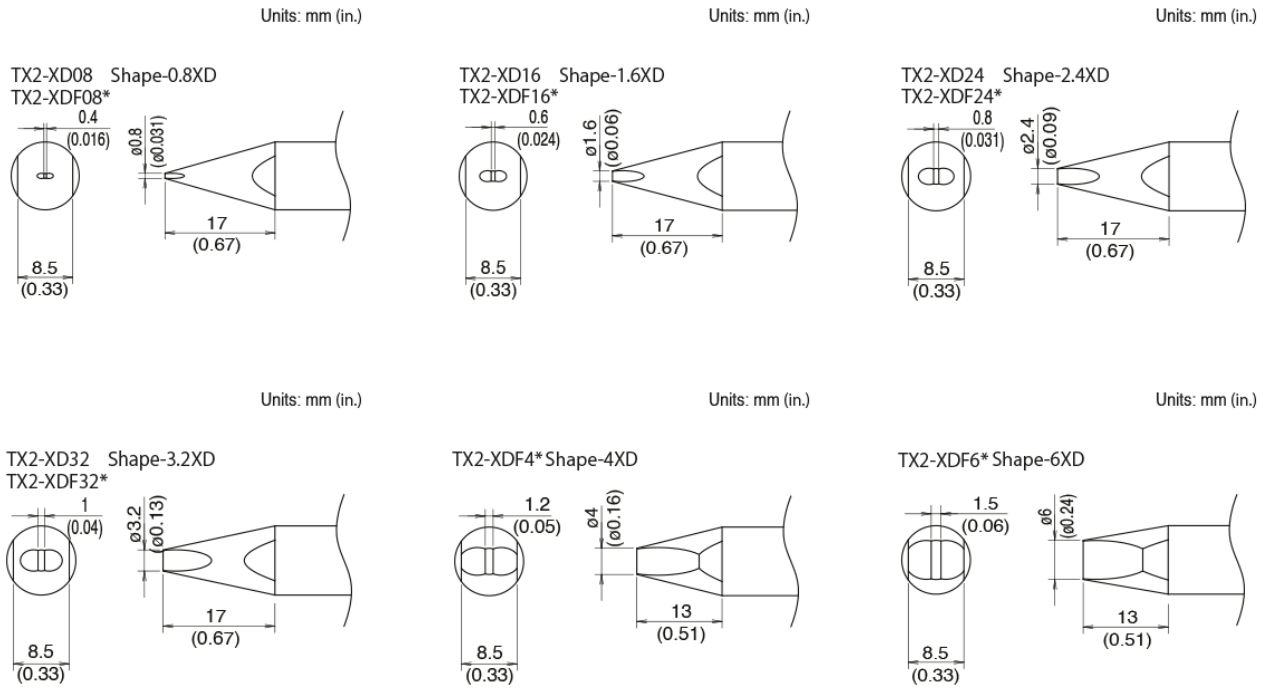 Units: mm (in.)
TX2-XD08 Shape-0.8XD
TX2-XDF08*
0.4
(0.016)
ø0.8
(ø0.031)
17
(0.67)
8.5
(0.33)
Units: mm (in.)
TX2-XD16 Shape-1.6XD
TX2-XDF16*
0.6
(0.024)
ø1.6
(ø0.06)
17
(0.67)
8.5
(0.33)
Units: mm (in.)
TX2-XD24 Shape-2.4XD
TX2-XDF24*
0.8
(0.031)
ø2.4
(ø0.09)
17
(0.67)
8.5
(0.33)
Units: mm (in.)
TX2-XD32 Shape-3.2XD
TX2-XDF32*
1
(0.04)
ø3.2
(ø0.13)
17
(0.67)
8.5
(0.33)
Units: mm (in.)
TX2-XDF4* Shape-4XD
1.2
(0.05)
ø4
(ø0.16)
13
(0.51)
8.5
(0.33)
Units: mm (in.)
TX2-XDF6* Shape-6XD
1.5
(0.06)
ø6
(ø0.24)
13
(0.51)
8.5
(0.33)